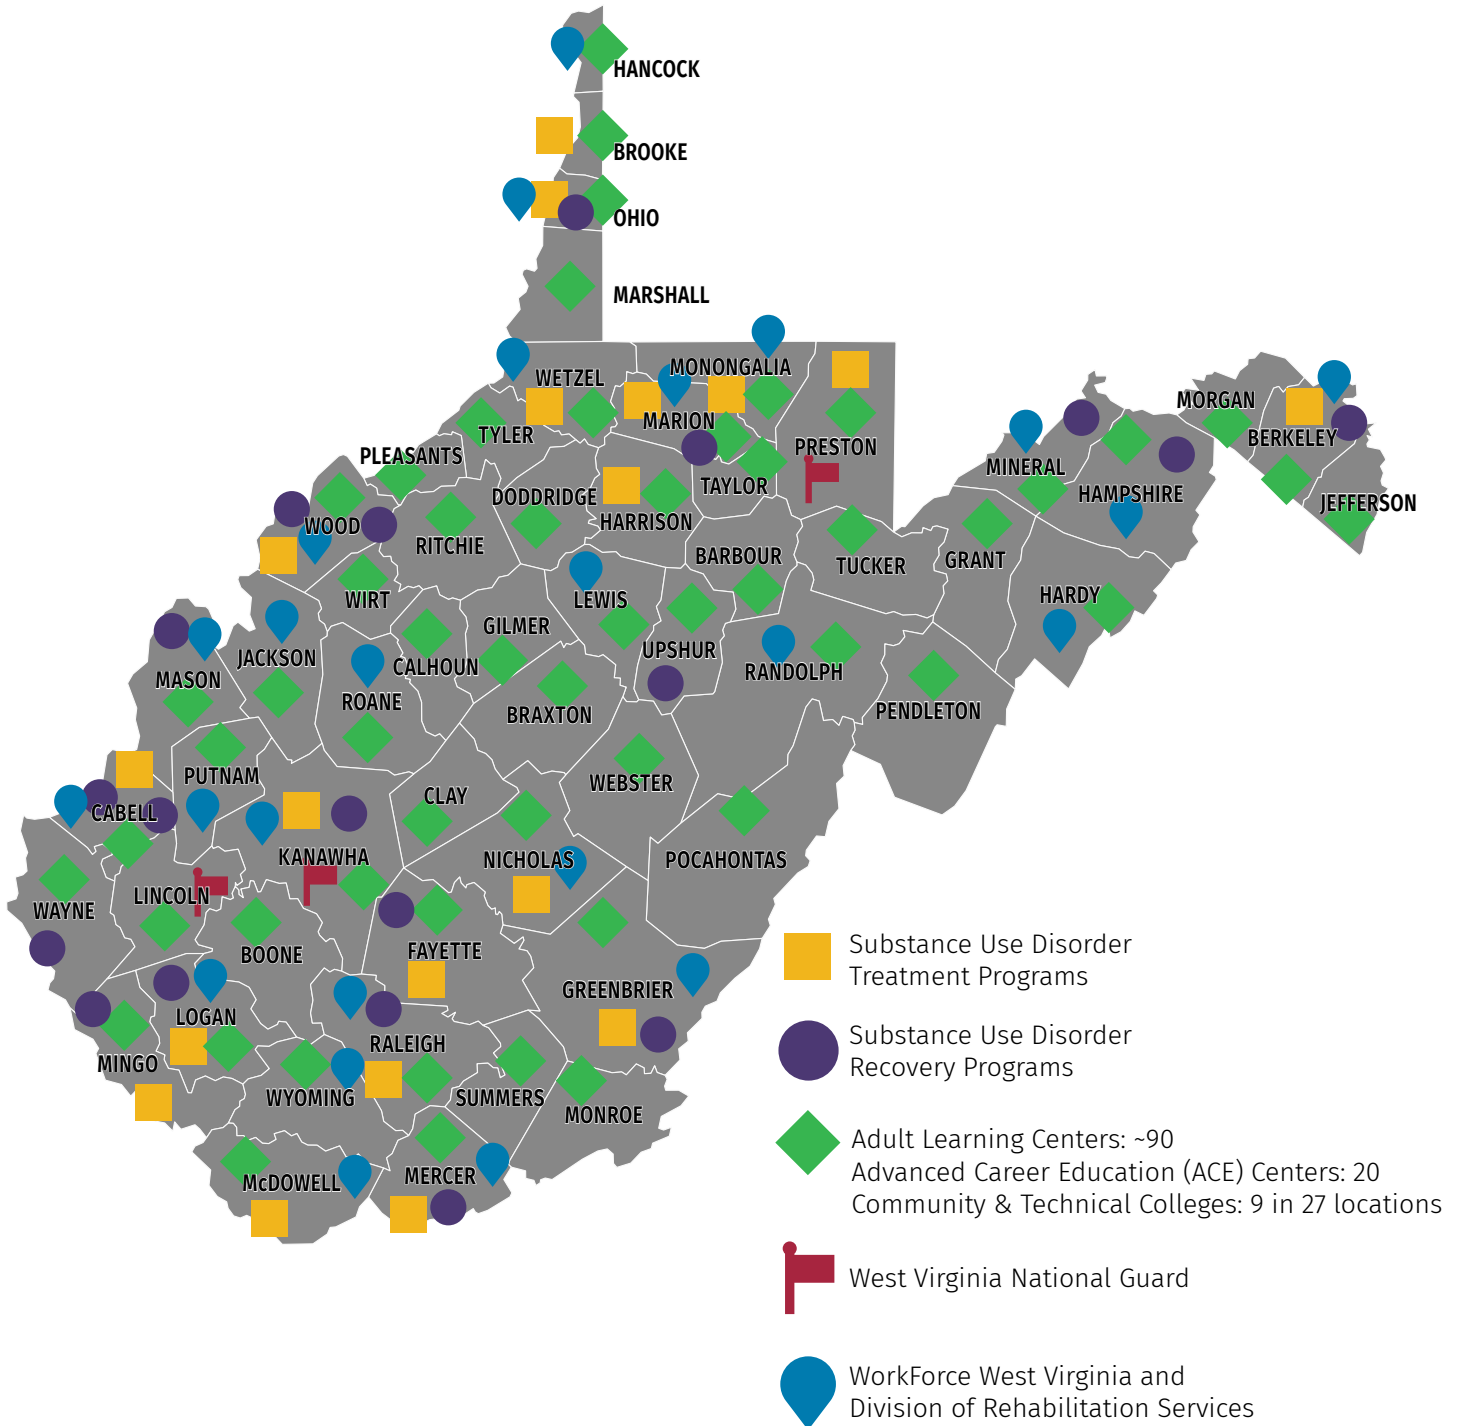 HANCOCK
BROOKE
OHIO
MARSHALL
WETZEL
MONONGALIA
MARION
TYLER
PRESTON
PLEASANTS
MORGAN
BERKELEY
JEFFERSON
MINERAL
HAMPSHIRE
DODDRIDGE
TAYLOR
WOOD
HARRISON
RITCHIE
BARBOUR
TUCKER
GRANT
HARDY
WIRT
LEWIS
GILMER
UPSHUR
JACKSON
CALHOUN
RANDOLPH
MASON
ROANE
BRAXTON
PENDLETON
PUTNAM
WEBSTER
CLAY
CABELL
KANAWHA
NICHOLAS
POCAHONTAS
LINCOLN
WAYNE
BOONE
FAYETTE
GREENBRIER
LOGAN
RALEIGH
MINGO
WYOMING
SUMMERS
MONROE
McDOWELL
MERCER
Substance Use Disorder
Treatment Programs
Substance Use Disorder
Recovery Programs
Adult Learning Centers: ~90
Advanced Career Education (ACE) Centers: 20
Community & Technical Colleges: 9 in 27 locations
West Virginia National Guard
WorkForce West Virginia and
Division of Rehabilitation Services